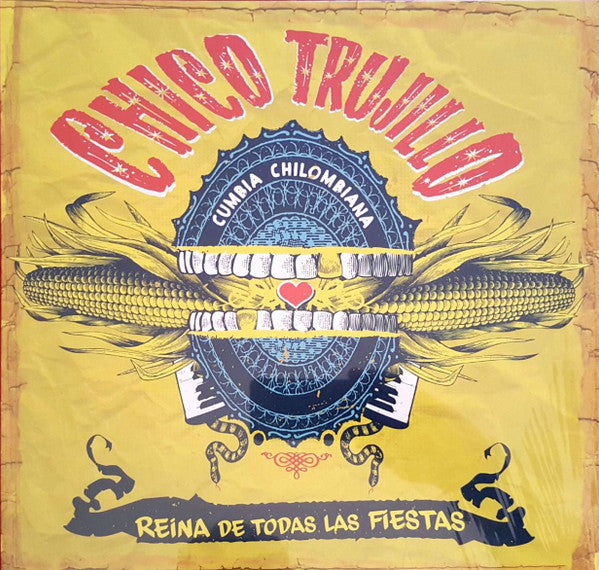 CHICO TRUJILLO
CUMBIA CHILOMBIANA
REINA DE TODAS LAS FIESTAS